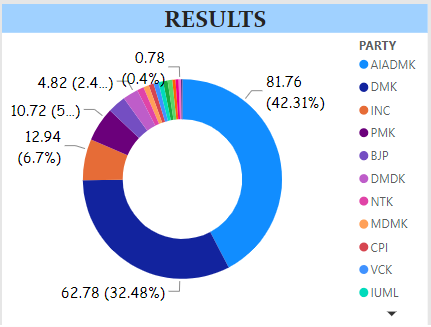 RESULTS
0.78
(0.4%)
4.82 (2.4...)
10.72 (5...)
12.94
(6.7%)
81.76
(42.31%)
62.78 (32.48%)
PARTY
AIADMK
DMK
INC
PMK
BJP
DMDK
NTK
MDMK
CPI
VCK
IUML